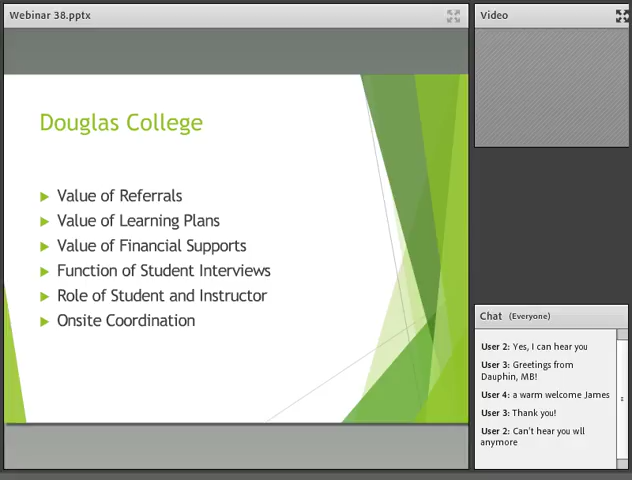 Webinar 38.pptx
Video
Douglas College
Value of Referrals
Value of Learning Plans
Value of Financial Supports
Function of Student Interviews
Role of Student and Instructor
Onsite Coordination
Chat (Everyone)
User 2: Yes, I can hear you
User 3: Greetings from
Dauphin, MB!
User 4: a warm welcome James
User 3: Thank you!
User 2: Can't hear you wll
anymore